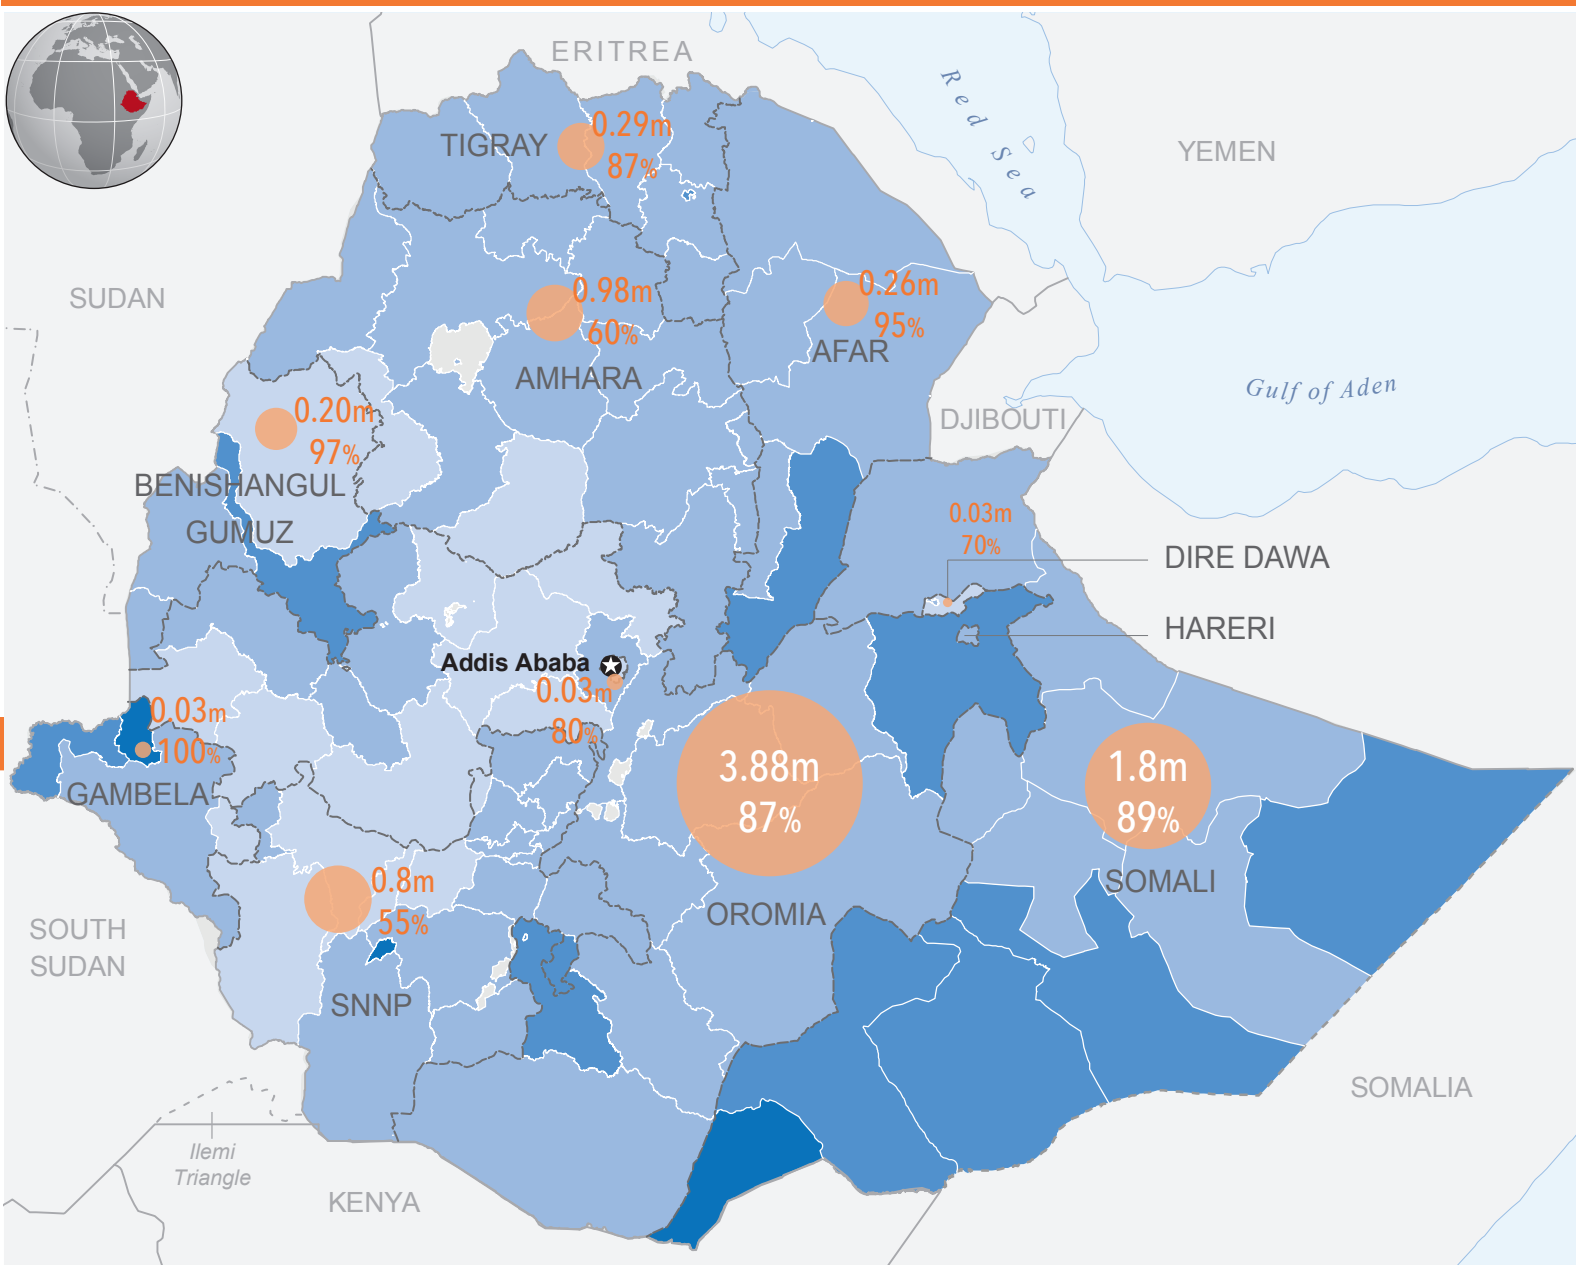 ERITREA
Red Sea
YEMEN
TIGRAY
0.29m
87%
SUDAN
0.98m
60%
AMHARA
0.26m
95%
AFAR
Gulf of Aden
DJIBOUTI
0.20m
97%
BENISHANGUL
GUMUZ
0.03m
70%
DIRE DAWA
HARERI
Addis Ababa
0.03m
80%
0.03m
100%
GAMBELA
3.88m
87%
OROMIA
1.8m
89%
SOMALI
0.8m
55%
SNNP
SOUTH
SUDAN
SOMALIA
Ilemi
Triangle
KENYA